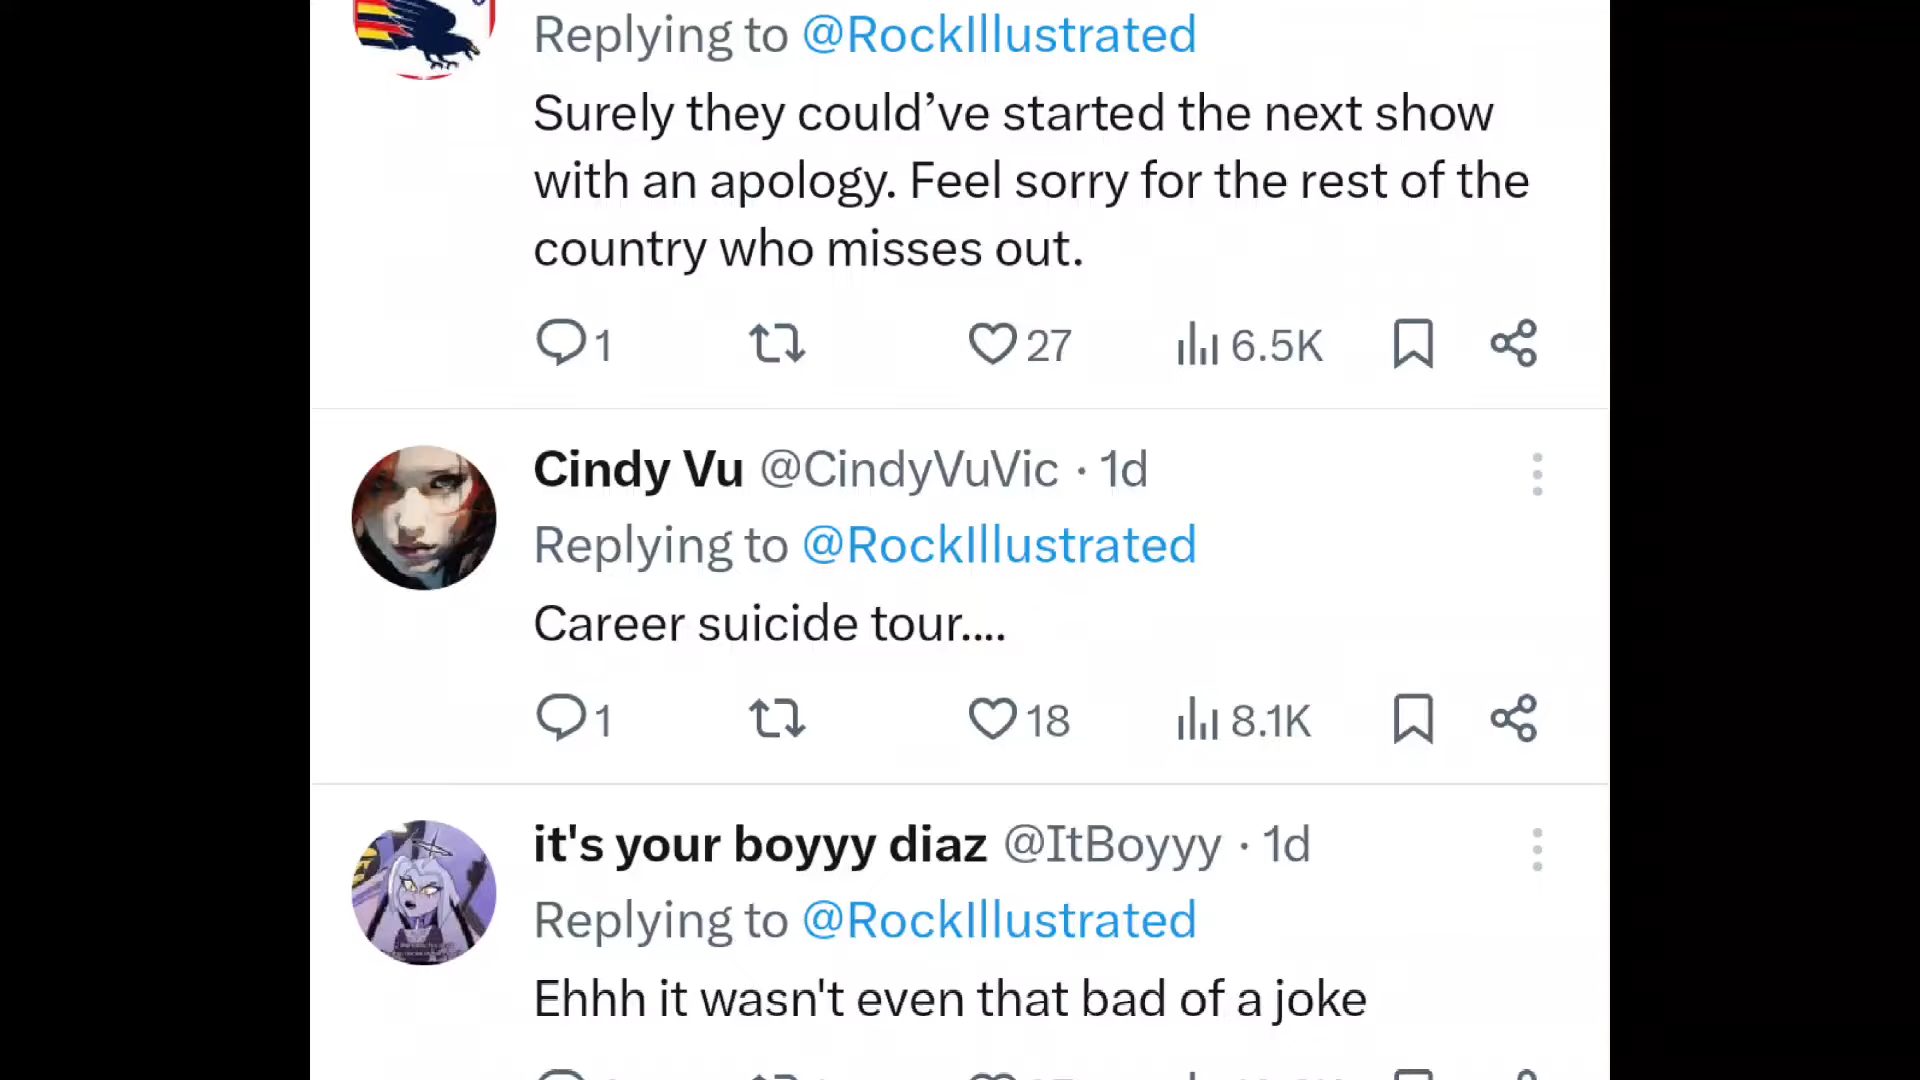 Replying to @RockIllustrated
Surely they could’ve started the next show
with an apology. Feel sorry for the rest of the
country who misses out.
1 27 6.5K
Cindy Vu @CindyVuVic · 1d
Replying to @RockIllustrated
Career suicide tour....
1 18 8.1K
it's your boyyy diaz @ItBoyyy · 1d
Replying to @RockIllustrated
Ehhh it wasn't even that bad of a joke